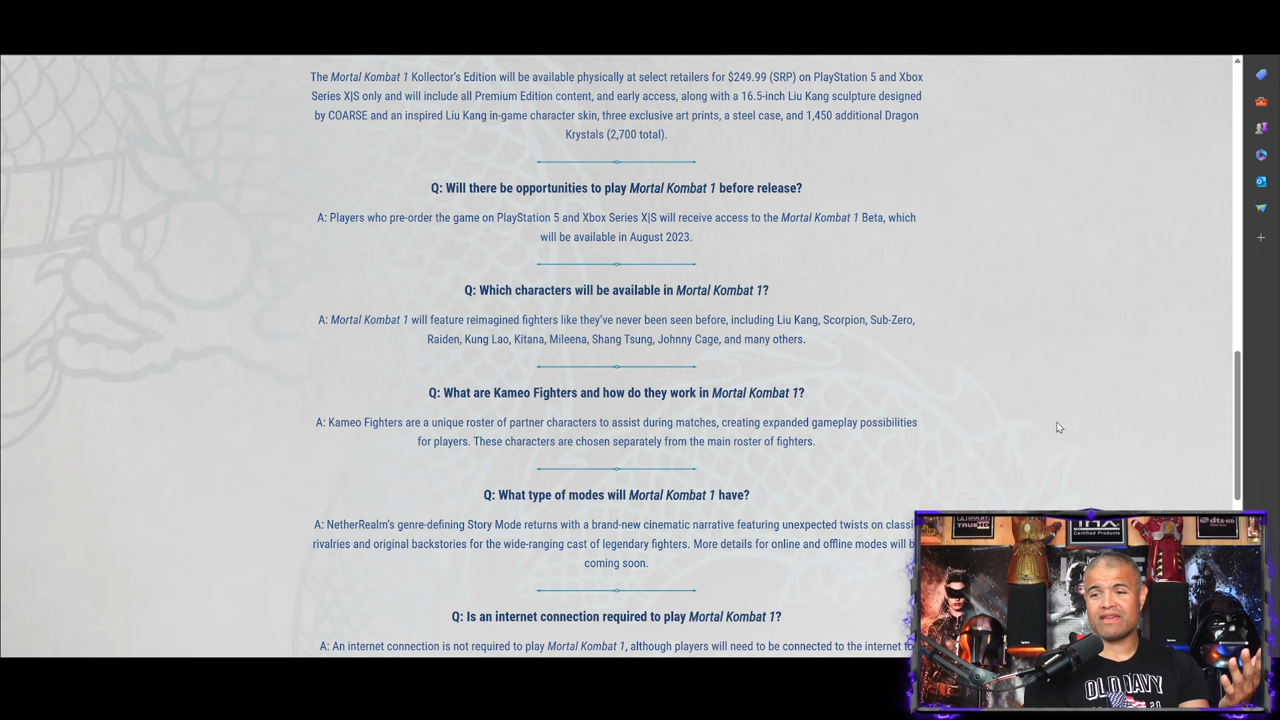 The Mortal Kombat 1 Kollector's Edition will be available physically at select retailers for $249.99 (SRP) on PlayStation 5 and Xbox
Series X|S only and will include all Premium Edition content, and early access, along with a 16.5-inch Liu Kang sculpture designed
by COARSE and an inspired Liu Kang in-game character skin, three exclusive art prints, a steel case, and 1,450 additional Dragon
Krystals (2,700 total).
Q: Will there be opportunities to play Mortal Kombat 1 before release?
A: Players who pre-order the game on PlayStation 5 and Xbox Series X|S will receive access to the Mortal Kombat 1 Beta, which
will be available in August 2023.
Q: Which characters will be available in Mortal Kombat 1?
A: Mortal Kombat 1 will feature reimagined fighters like they've never been seen before, including Liu Kang, Scorpion, Sub-Zero,
Raiden, Kung Lao, Kitana, Mileena, Shang Tsung, Johnny Cage, and many others.
Q: What are Kameo Fighters and how do they work in Mortal Kombat 1?
A: Kameo Fighters are a unique roster of partner characters to assist during matches, creating expanded gameplay possibilities
for players. These characters are chosen separately from the main roster of fighters.
Q: What type of modes will Mortal Kombat 1 have?
A: NetherRealm's genre-defining Story Mode returns with a brand-new cinematic narrative featuring unexpected twists on classi
rivalries and original backstories for the wide-ranging cast of legendary fighters. More details for online and offline modes will b
coming soon.
Q: Is an internet connection required to play Mortal Kombat 1?
A: An internet connection is not required to play Mortal Kombat 1, although players will need to be connected to the internet to
TRUEHD
THX
Certified Products
dts-HD
OLD NAVY